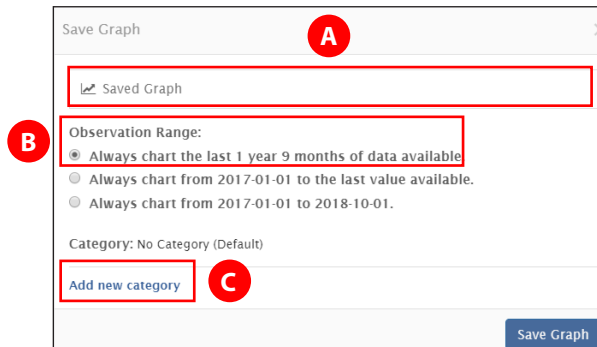 Save Graph
A
Saved Graph
B
Observation Range:
Always chart the last 1 year 9 months of data available
Always chart from 2017-01-01 to the last value available.
Always chart from 2017-01-01 to 2018-10-01.
Category: No Category (Default)
Add new category
C
Save Graph